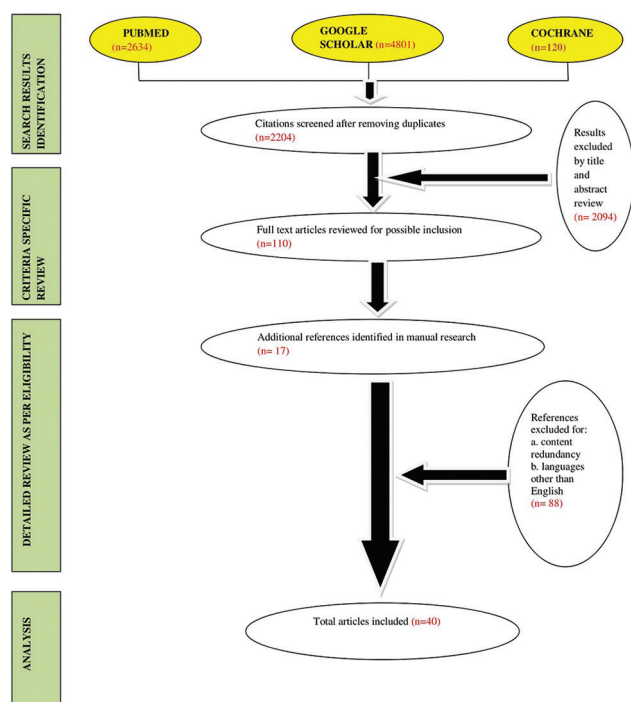 PUBMED
(n=2634)
GOOGLE
SCHOLAR (n=4801)
COCHRANE
(n=120)
SEARCH RESULTS
IDENTIFICATION
Citations screened after removing duplicates
(n=2204)
Results
excluded
by title
and
abstract
review
(n= 2094)
CRITERIA SPECIFIC
REVIEW
Full text articles reviewed for possible inclusion
(n=110)
DETAILED REVIEW AS PER ELIGIBILITY
Additional references identified in manual research
(n= 17)
References
excluded for:
a. content
redundancy
b. languages
other than
English
(n= 88)
ANALYSIS
Total articles included (n=40)